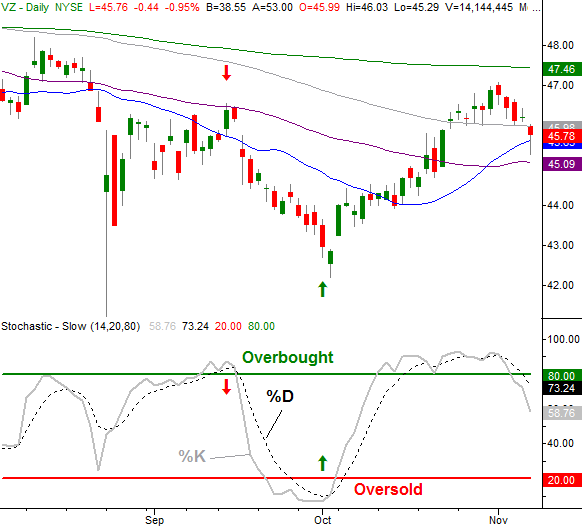 VZ - Daily NYSE L=45.76 -0.44 -0.95% B=38.55 A=53.00 O=45.99 Hi=46.03 Lo=45.29 V=14,144,445 M ...
48.00
47.46
47.00
45.98
45.78
45.09
44.00
43.00
42.00
Stochastic - Slow (14,20,80) 58.76 73.24 20.00 80.00
100.00
Overbought
80.00
73.24
%D
58.76
40.00
%K
20.00
Oversold
Sep Oct Nov